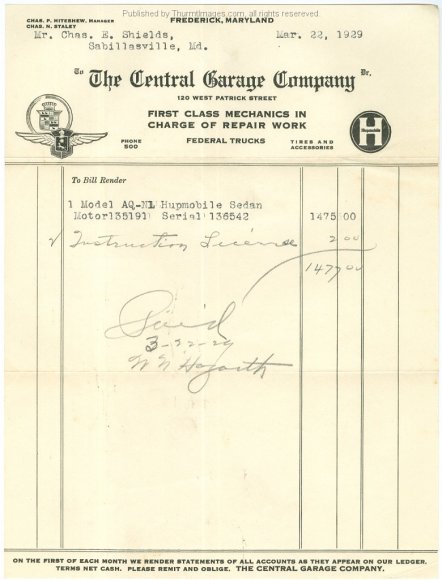 Published by ThurmtImages.com, all rights reserved
CHAS. P. HITESHEW, MANAGER
CHAS. N. STALEY
FREDERICK, MARYLAND
Mr. Chas. E. Shields,
Mar. 22, 1929
Sabillasville, Md.
To The Central Garage Company Dr.
120 WEST PATRICK STREET
FIRST CLASS MECHANICS IN
CHARGE OF REPAIR WORK
Hupmobile
PHONE
500
FEDERAL TRUCKS
TIRES AND
ACCESSORIES
To Bill Render
1 Model AQ-NL Hupmobile Sedan
Motor135191 Serial 136542 1475 00
√ Instruction License 2 00
1477 00
Paid
3-22-29
ON THE FIRST OF EACH MONTH WE RENDER STATEMENTS OF ALL ACCOUNTS AS THEY APPEAR ON OUR LEDGER.
TERMS NET CASH. PLEASE REMIT AND OBLIGE. THE CENTRAL GARAGE COMPANY.